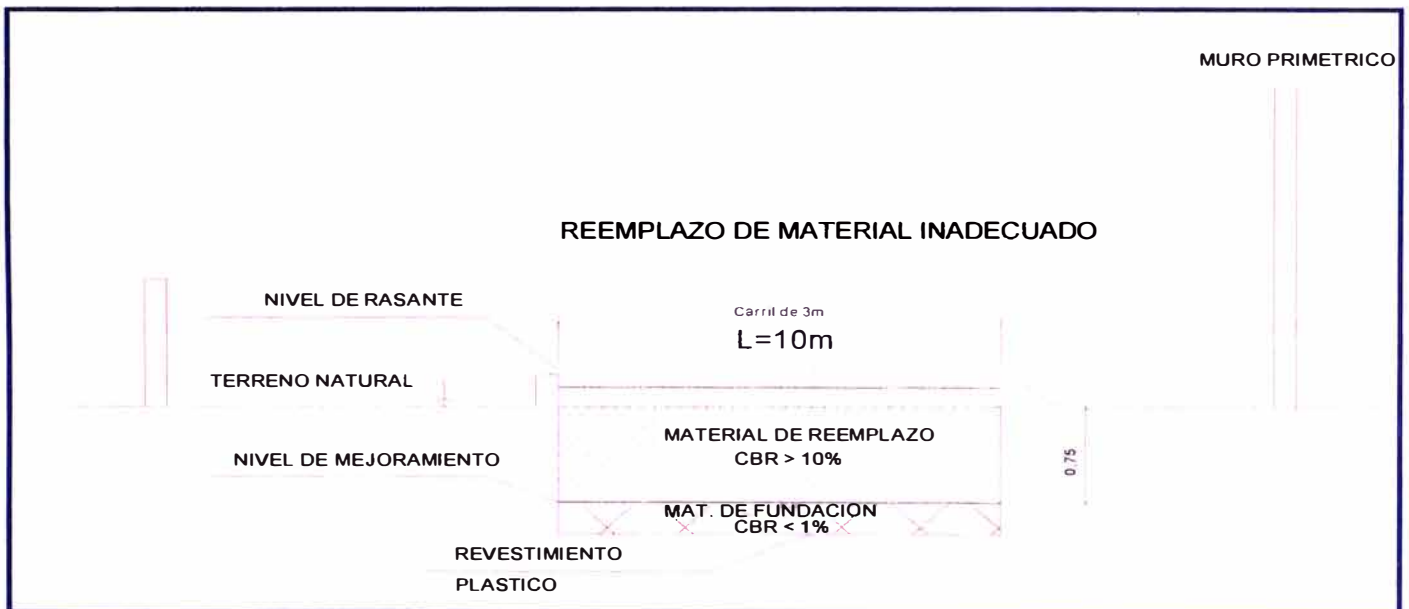 MURO PRIMETRICO
REEMPLAZO DE MATERIAL INADECUADO
NIVEL DE RASANTE
Carril de 3m
L=10m
TERRENO NATURAL
MATERIAL DE REEMPLAZO
CBR > 10%
NIVEL DE MEJORAMIENTO
0.75
MAT. DE FUNDACIÓN
CBR < 1%
REVESTIMIENTO
PLASTICO